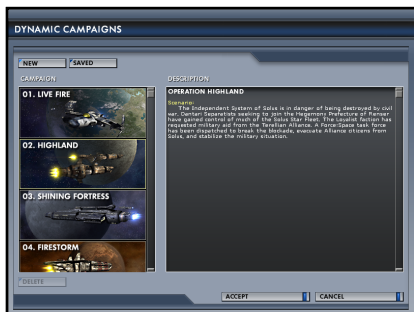 DYNAMIC CAMPAIGNS
NEW
SAVED
CAMPAIGN
DESCRIPTION
01. LIVE FIRE
02. HIGHLAND
03. SHINING FORTRESS
04. FIRESTORM
OPERATION HIGHLAND
Scenario:
The Independent System of Solus is in danger of being destroyed by civil
war. Dantari Separatists seeking to join the Hegemony Prefecture of Renser
have gained control of much of the Solus Star Fleet. The Loyalist faction has
requested military aid from the Terellian Alliance. A Force:Space task force
has been dispatched to break the blockade, evacuate Alliance citizens from
Solus, and stabilize the military situation.
DELETE
ACCEPT
CANCEL